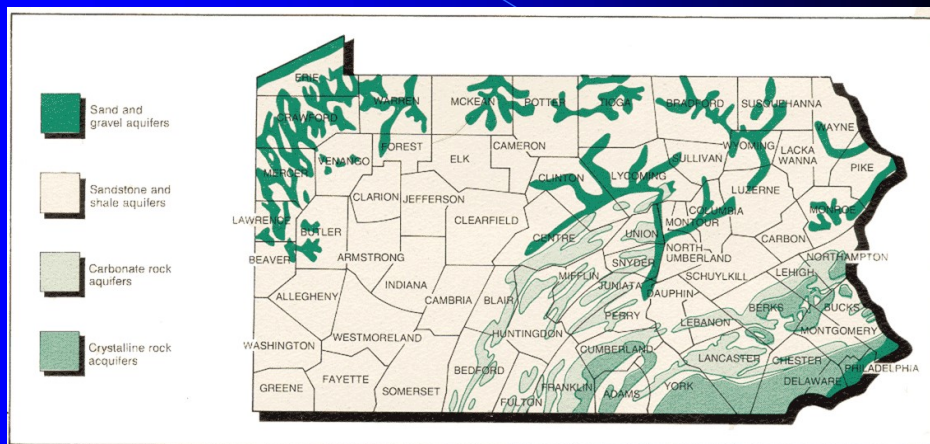 Sand and
gravel aquifers
Sandstone and
shale aquifers
Carbonate rock
aquifers
Crystalline rock
acquifers
ERIE
CRAWFORD
WARREN
MCKEAN
POTTER
TIOGA
BRADFORD
SUSQUEHANNA
WAYNE
FOREST
VENANGO
ELK
CAMERON
SULLIVAN
WYOMING
LACKA
WANNA
PIKE
MERCER
CLARION
JEFFERSON
CLINTON
LYCOMING
LUZERNE
LAWRENCE
BUTLER
CLEARFIELD
CENTRE
UNION
MONTOUR
COLUMBIA
MONROE
BEAVER
ARMSTRONG
NORTH
UMBERLAND
CARBON
SNYDER
NORTHAMPTON
ALLEGHENY
INDIANA
CAMBRIA
BLAIR
MIFFLIN
JUNIATA
DAUPHIN
SCHUYLKILL
LEHIGH
PERRY
BERKS
BUCKS
WASHINGTON
WESTMORELAND
HUNTINGDON
LEBANON
MONTGOMERY
CUMBERLAND
LANCASTER
CHESTER
PHILADELPHIA
GREENE
FAYETTE
SOMERSET
BEDFORD
FULTON
FRANKLIN
ADAMS
YORK
DELAWARE